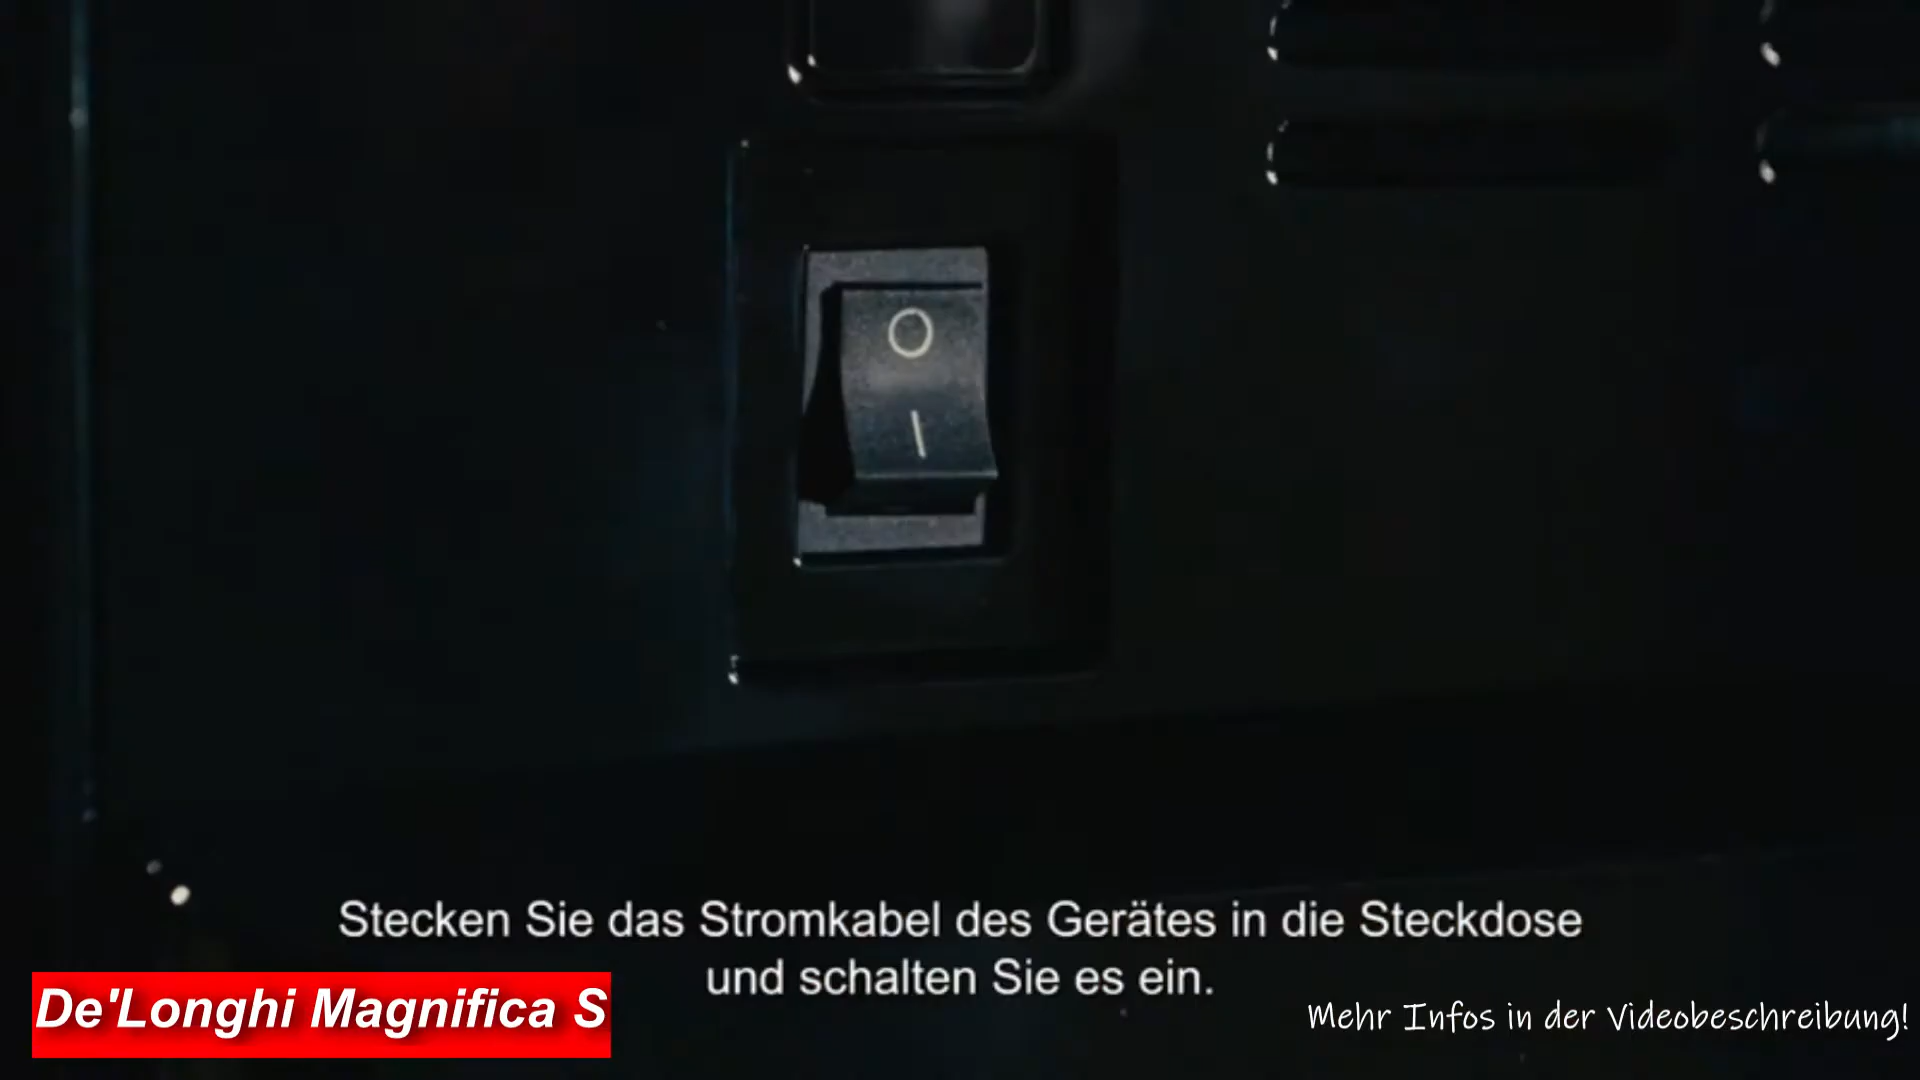 O
I
Stecken Sie das Stromkabel des Gerätes in die Steckdose
und schalten Sie es ein.
De'Longhi Magnifica S
Mehr Infos in der Videobeschreibung!